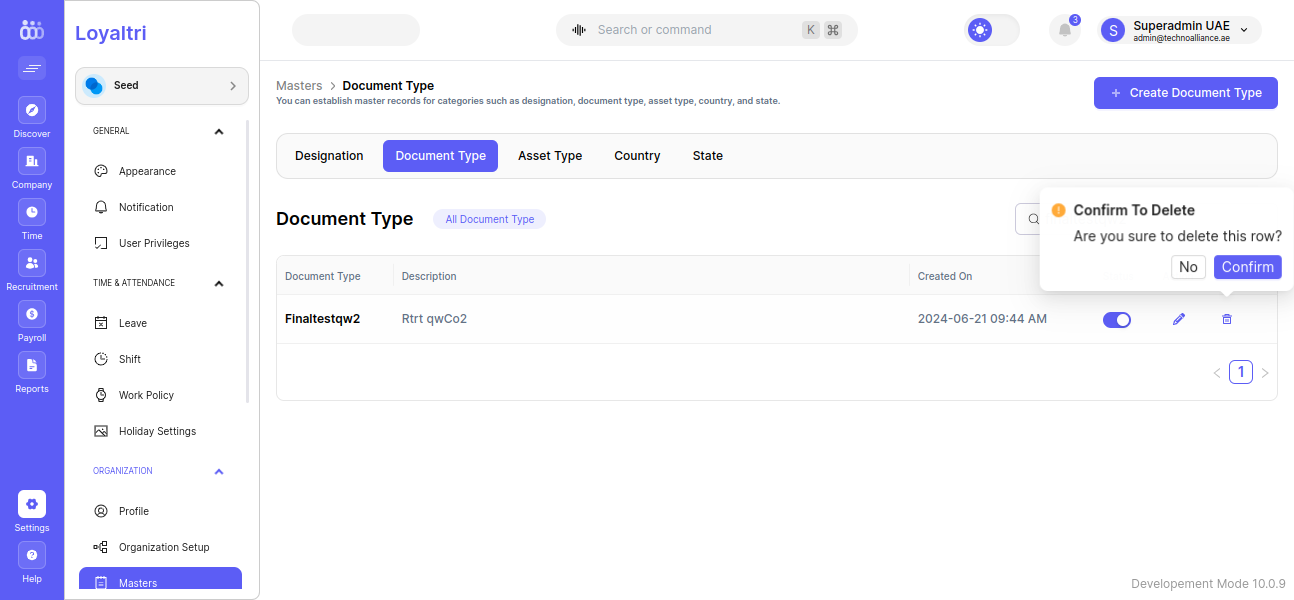 Loyaltri
Search or command
K ⌘
3
S
Superadmin UAE
admin@technoalliance.ae
Discover
Company
Time
Recruitment
Payroll
Reports
Settings
Help
Seed
GENERAL
Appearance
Notification
User Privileges
TIME & ATTENDANCE
Leave
Shift
Work Policy
Holiday Settings
ORGANIZATION
Profile
Organization Setup
Masters
Masters > Document Type
You can establish master records for categories such as designation, document type, asset type, country, and state.
+ Create Document Type
Designation Document Type Asset Type Country State
Document Type All Document Type
Confirm To Delete
Are you sure to delete this row?
No Confirm
Document Type Description Created On
Finaltestqw2 Rtrt qwCo2 2024-06-21 09:44 AM
< 1 >
Developement Mode 10.0.9